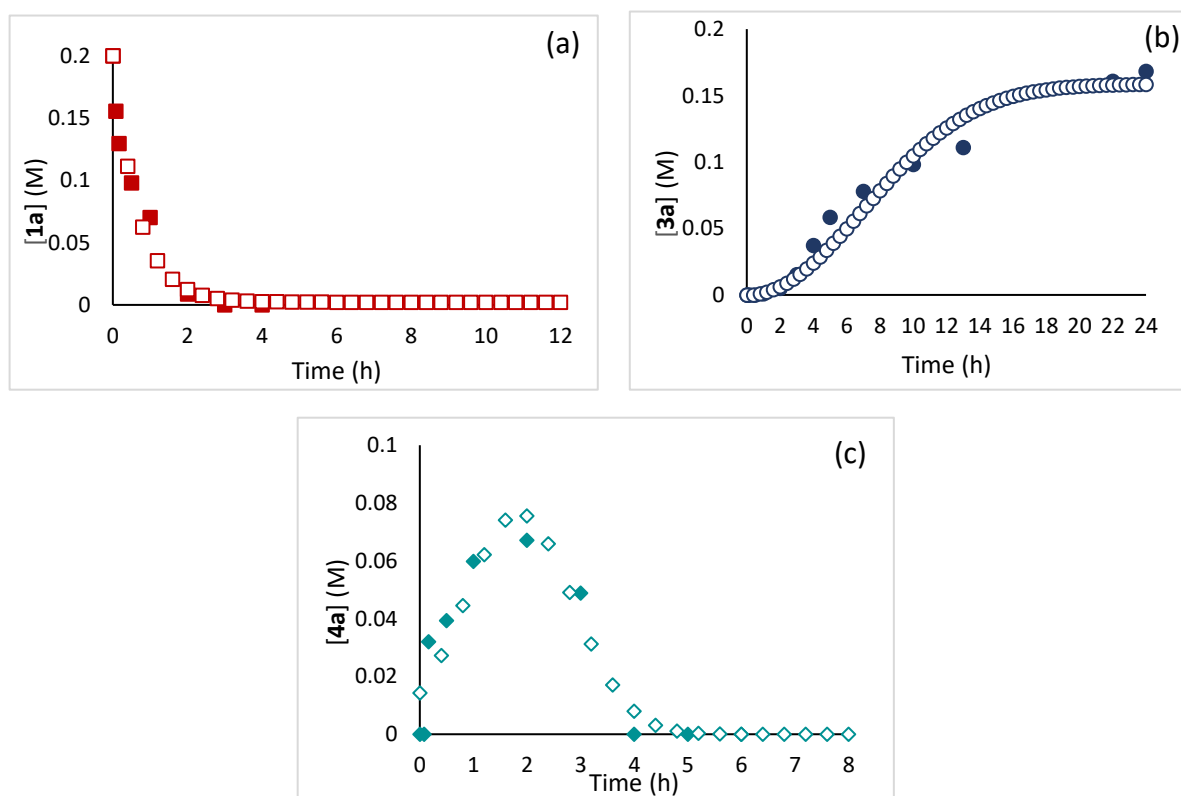 (a)
0.2
0.15
0.1
0.05
0
[1a] (M)
0 2 4 6 8 10 12
Time (h)
(b)
0.2
0.15
0.1
0.05
0
[3a] (M)
0 2 4 6 8 10 12 14 16 18 20 22 24
Time (h)
(c)
0.1
0.08
0.06
0.04
0.02
0
[4a] (M)
0 1 2 3 4 5 6 7 8
Time (h)